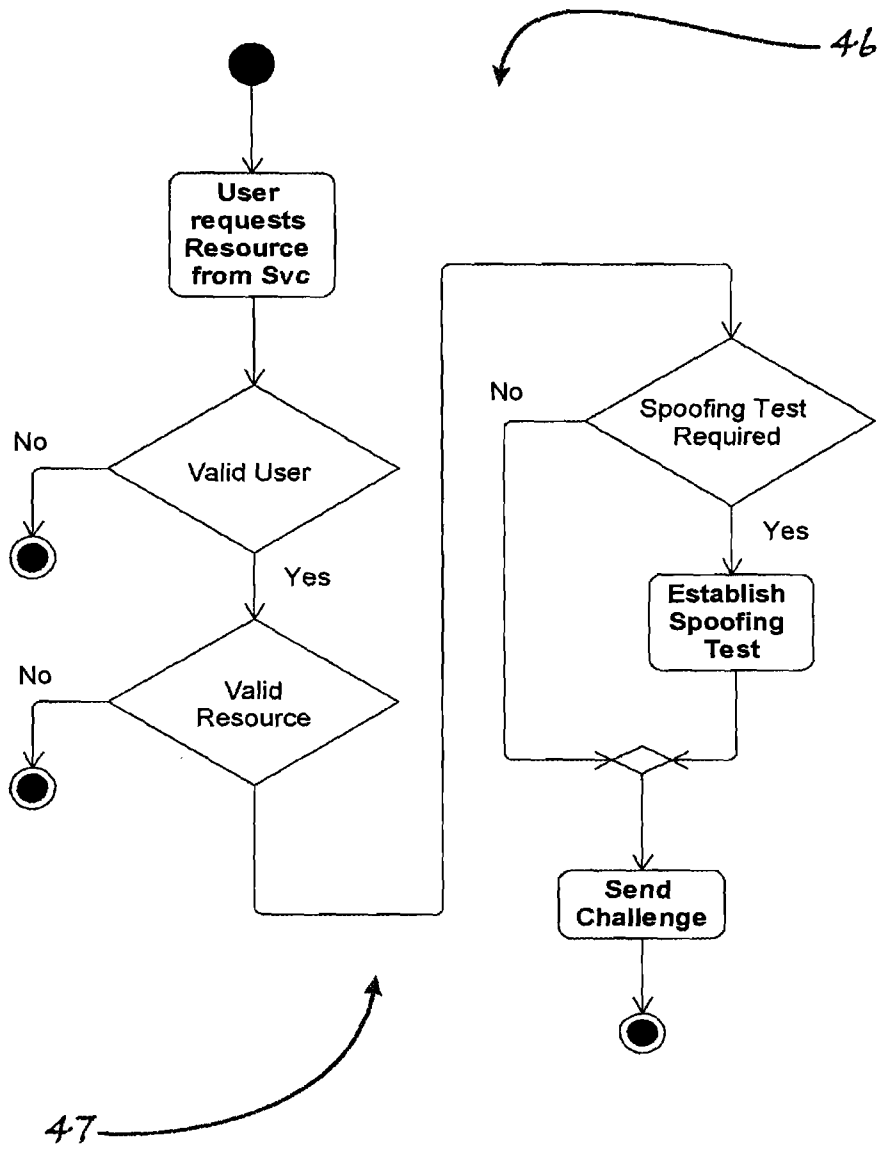 46
User
requests
Resource
from Svc
No
Valid User
Yes
No
Valid
Resource
No
Spoofing Test
Required
Yes
Establish
Spoofing
Test
Send
Challenge
47